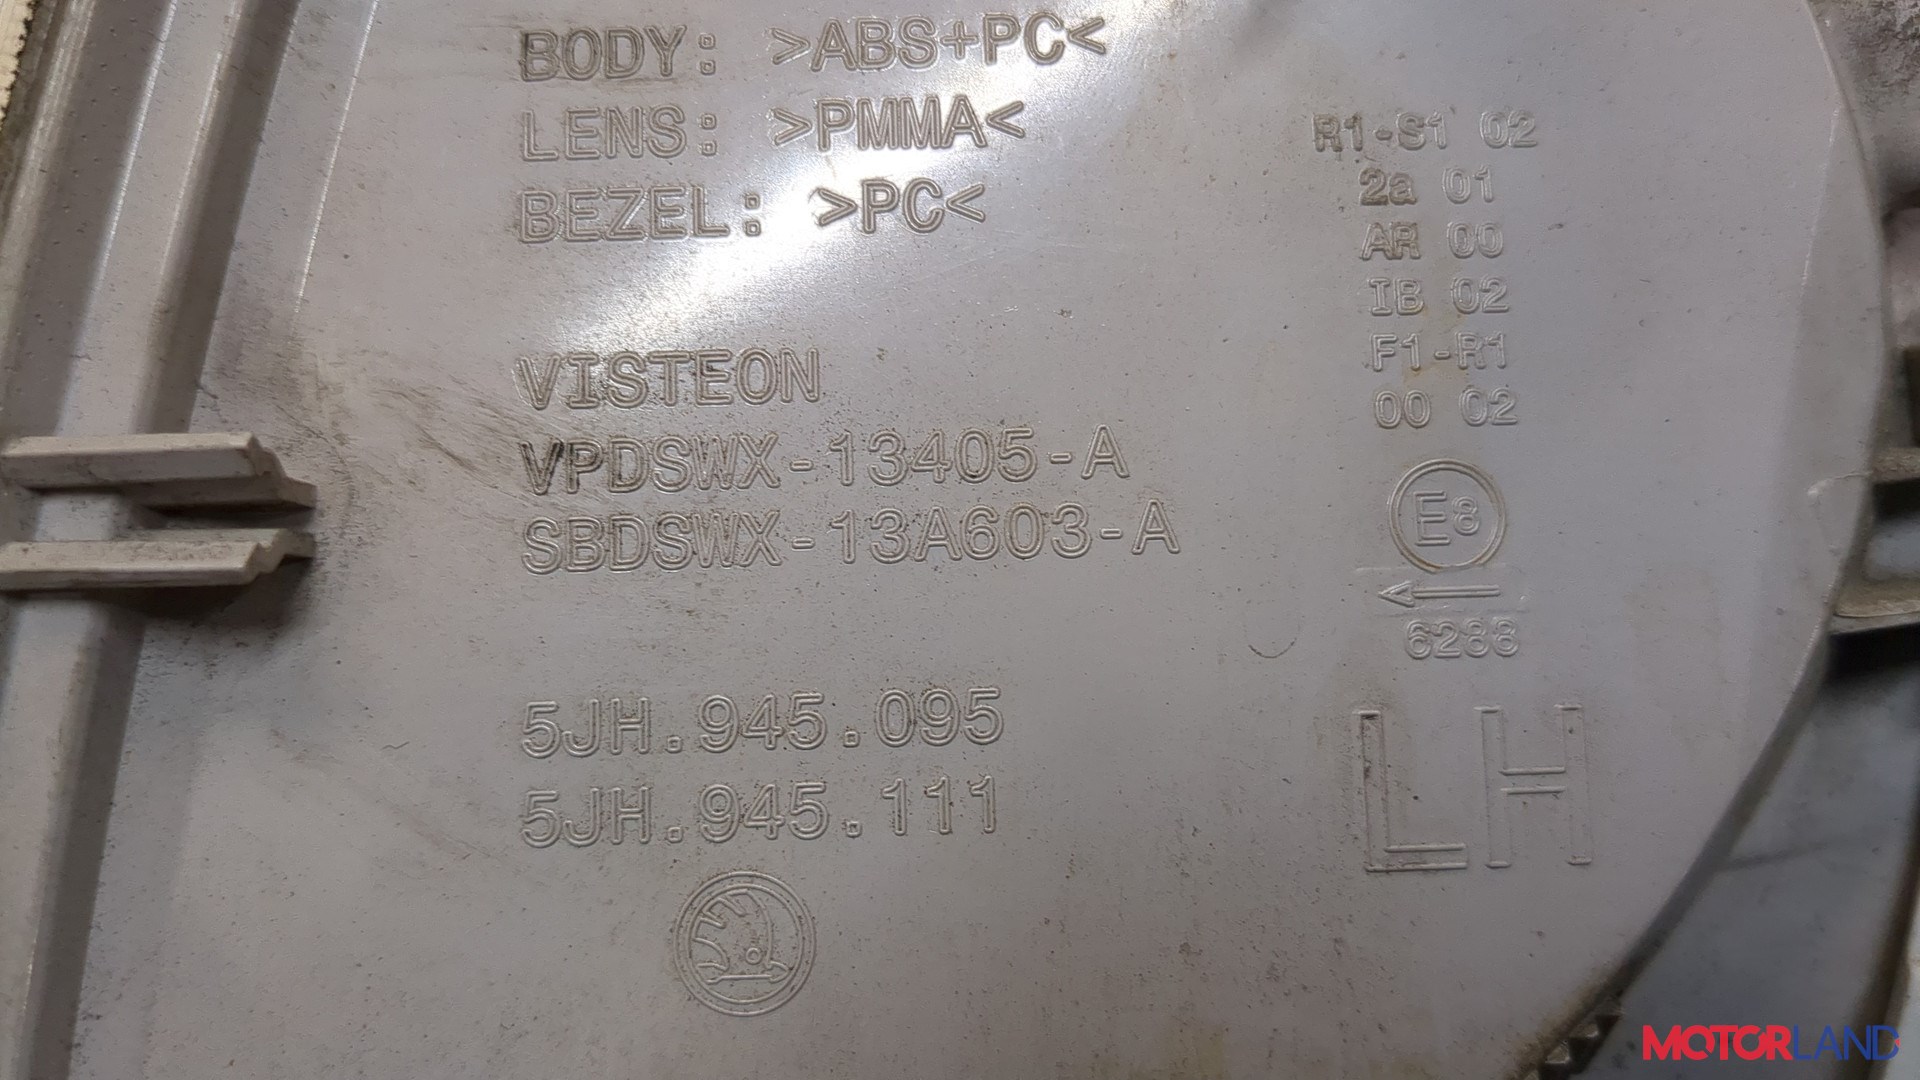 BODY: >ABS+PC<
LENS: >PMMA<
BEZEL: >PC<
VISTEON
VPDSWX-13405-A
SBDSWX-13A603-A
5JH.945.095
5JH.945.111
R1-S1 02
2a 01
AR 00
IB 02
F1-R1
00 02
E8
6288
LH
MOTORLAND